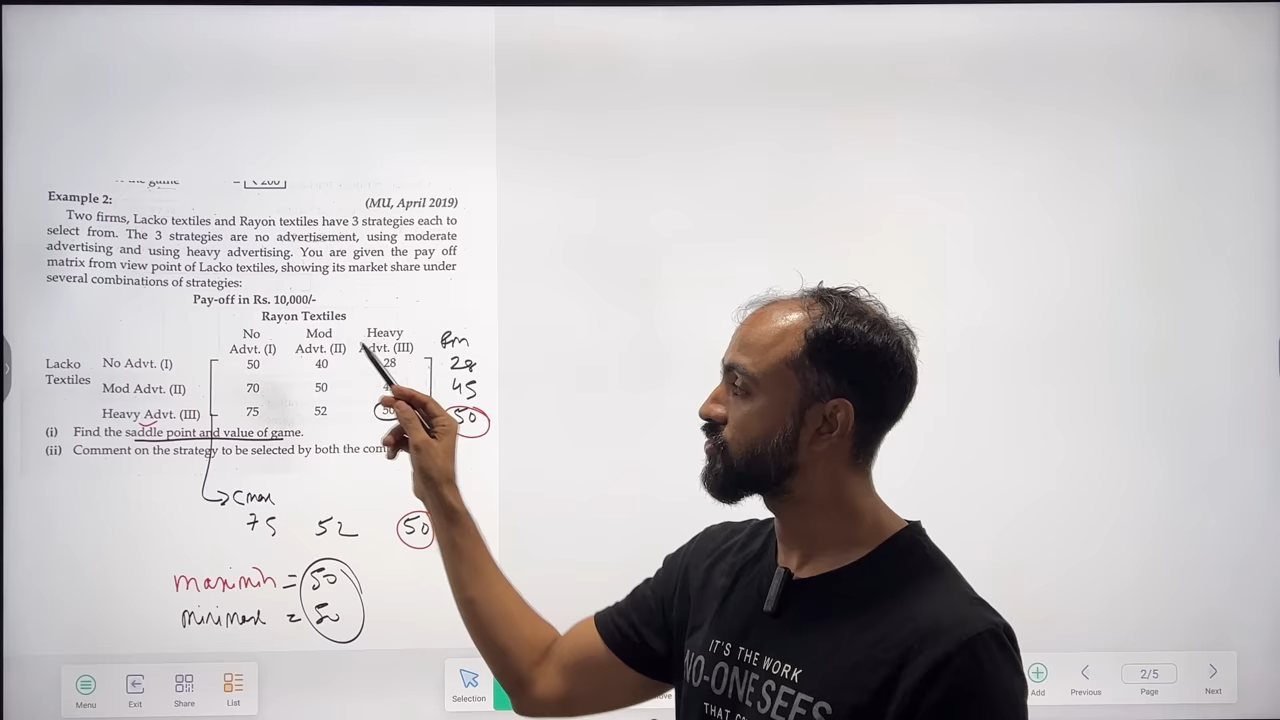 Example 2:
(MU, April 2019)
Two firms, Lacko textiles and Rayon textiles have 3 strategies each to
select from. The 3 strategies are no advertisement, using moderate
advertising and using heavy advertising. You are given the pay off
matrix from view point of Lacko textiles, showing its market share under
several combinations of strategies:
Pay-off in Rs. 10,000/-
Rayon Textiles
No Mod Heavy
Advt. (I) Advt. (II) Advt. (III)
Lacko No Advt. (I) 50 40 28 28
Textiles Mod Advt. (II) 70 50 45
Heavy Advt. (III) 75 52 50 50
(i) Find the saddle point and value of game.
(ii) Comment on the strategy to be selected by both the
Cmax
75 52 50
maximin = 50
minimax = 50
IT'S THE WORK
NO-ONE SEES
THAT
Menu Exit Share List Selection Add Previous 2/5 Page Next